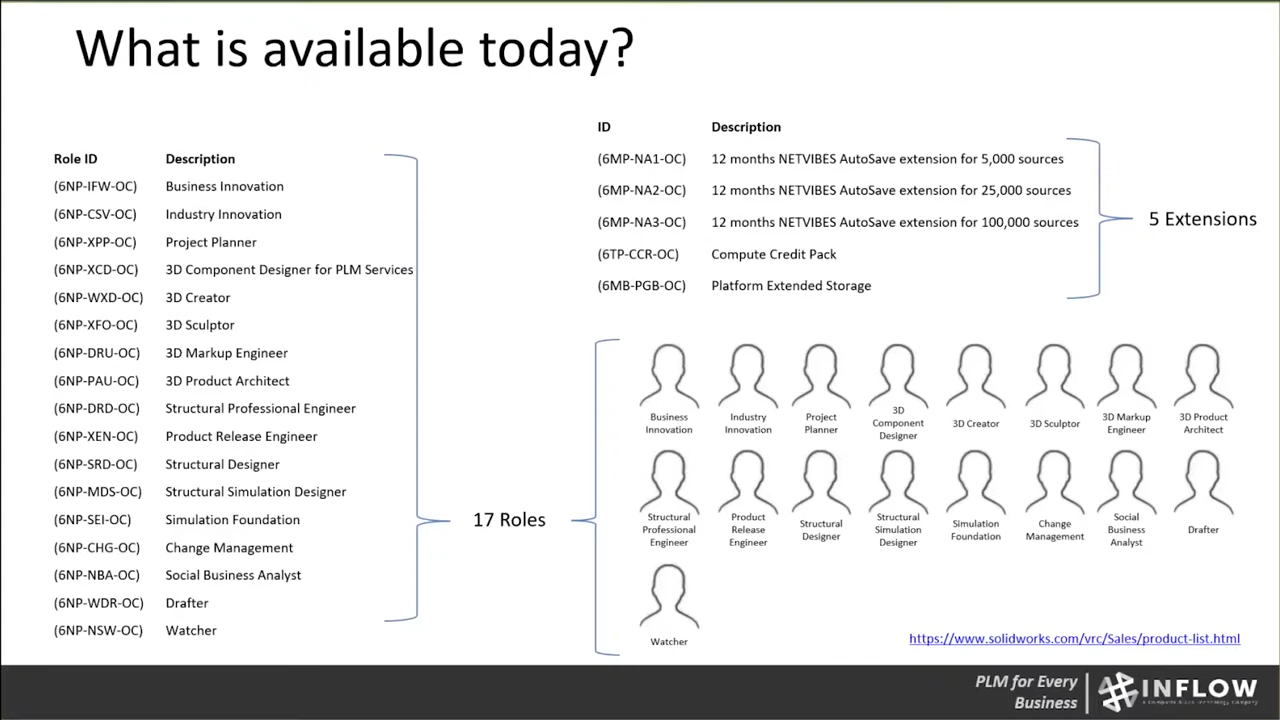 What is available today?
Role ID Description
(6NP-IFW-OC) Business Innovation
(6NP-CSV-OC) Industry Innovation
(6NP-XPP-OC) Project Planner
(6NP-XCD-OC) 3D Component Designer for PLM Services
(6NP-WXD-OC) 3D Creator
(6NP-XFO-OC) 3D Sculptor
(6NP-DRU-OC) 3D Markup Engineer
(6NP-PAU-OC) 3D Product Architect
(6NP-DRD-OC) Structural Professional Engineer
(6NP-XEN-OC) Product Release Engineer
(6NP-SRD-OC) Structural Designer
(6NP-MDS-OC) Structural Simulation Designer
(6NP-SEI-OC) Simulation Foundation
(6NP-CHG-OC) Change Management
(6NP-NBA-OC) Social Business Analyst
(6NP-WDR-OC) Drafter
(6NP-NSW-OC) Watcher
17 Roles
ID Description
(6MP-NA1-OC) 12 months NETVIBES AutoSave extension for 5,000 sources
(6MP-NA2-OC) 12 months NETVIBES AutoSave extension for 25,000 sources
(6MP-NA3-OC) 12 months NETVIBES AutoSave extension for 100,000 sources
(6TP-CCR-OC) Compute Credit Pack
(6MB-PGB-OC) Platform Extended Storage
5 Extensions
Business
Innovation
Industry
Innovation
Project
Planner
3D
Component
Designer
3D Creator
3D Sculptor
3D Markup
Engineer
3D Product
Architect
Structural
Professional
Engineer
Product
Release
Engineer
Structural
Designer
Structural
Simulation
Designer
Simulation
Foundation
Change
Management
Social
Business
Analyst
Drafter
Watcher
https://www.solidworks.com/vrc/Sales/product-list.html
PLM for Every
Business
INFLOW